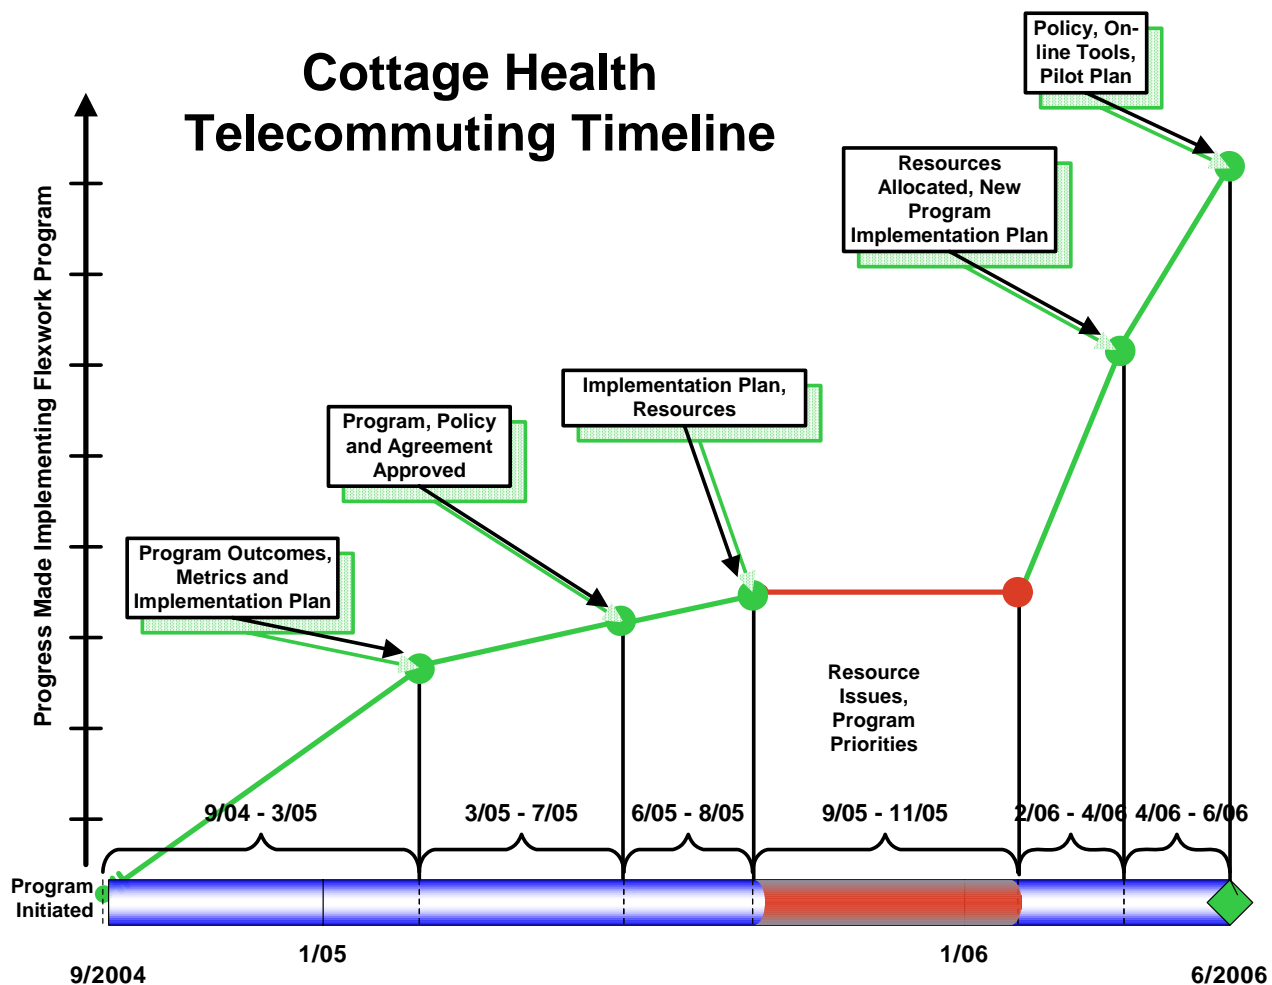 Cottage Health
Telecommuting Timeline
Policy, On-
line Tools,
Pilot Plan
Resources
Allocated, New
Program
Implementation Plan
Implementation Plan,
Resources
Program, Policy
and Agreement
Approved
Program Outcomes,
Metrics and
Implementation Plan
Progress Made Implementing Flexwork Program
Resource
Issues,
Program
Priorities
9/04 - 3/05
3/05 - 7/05
6/05 - 8/05
9/05 - 11/05
2/06 - 4/06
4/06 - 6/06
Program
Initiated
1/05
1/06
9/2004
6/2006